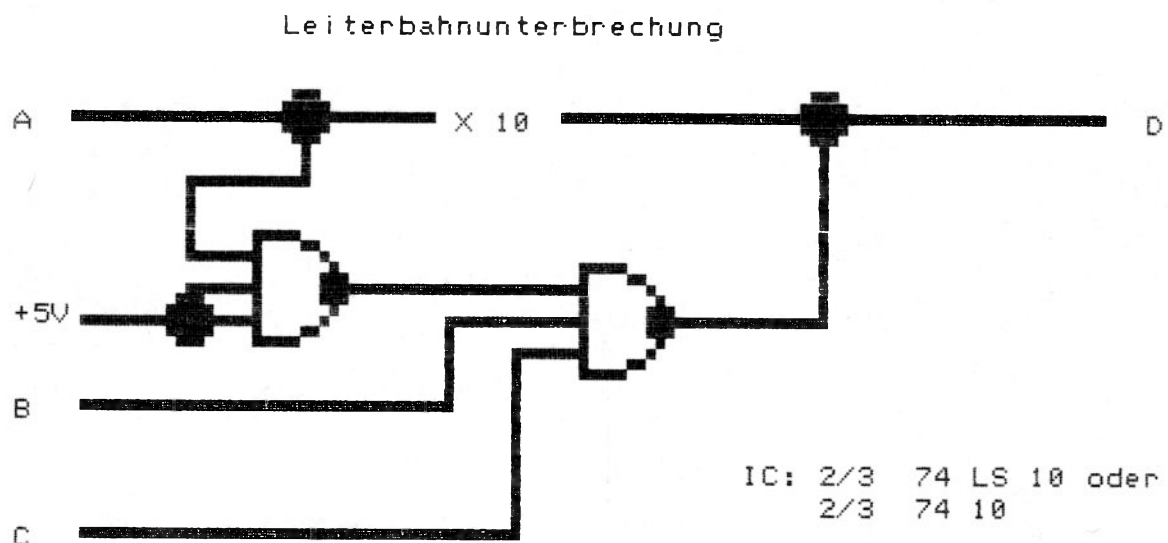 Leiterbahnunterbrechung
A
X 10
D
+5V
B
IC: 2/3 74 LS 10 oder
2/3 74 10
C